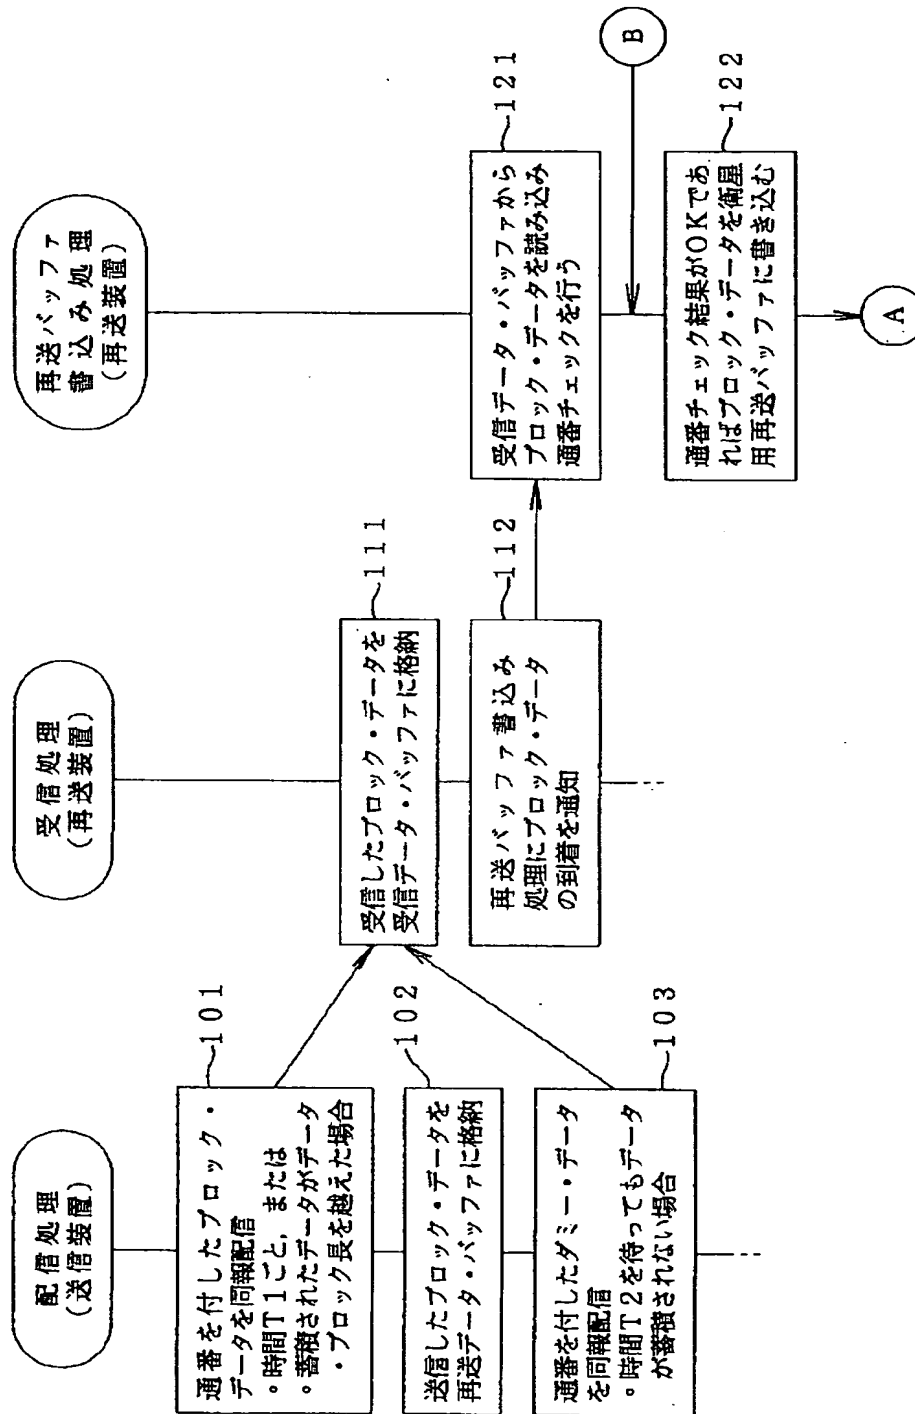 配信処理
(送信装置)
通番を付したブロック・
データを同報配信
・時間T1ごと,または
・蓄積されたデータがデータ
・ブロック長を越えた場合
101
送信したブロック・データを
再送データ・バッファに格納
102
通番を付したダミー・データ
を同報配信
・時間T2を待ってもデータ
が蓄積されない場合
103
受信処理
(再送装置)
受信したブロック・データを
受信データ・バッファに格納
111
再送バッファ書込み
処理にブロック・データ
の到着を通知
112
再送バッファ
書込み処理
(再送装置)
受信データ・バッファから
ブロック・データを読み込み
通番チェックを行う
121
B
通番チェック結果がOKであ
ればブロック・データを衛星
用再送バッファに書き込む
122
A